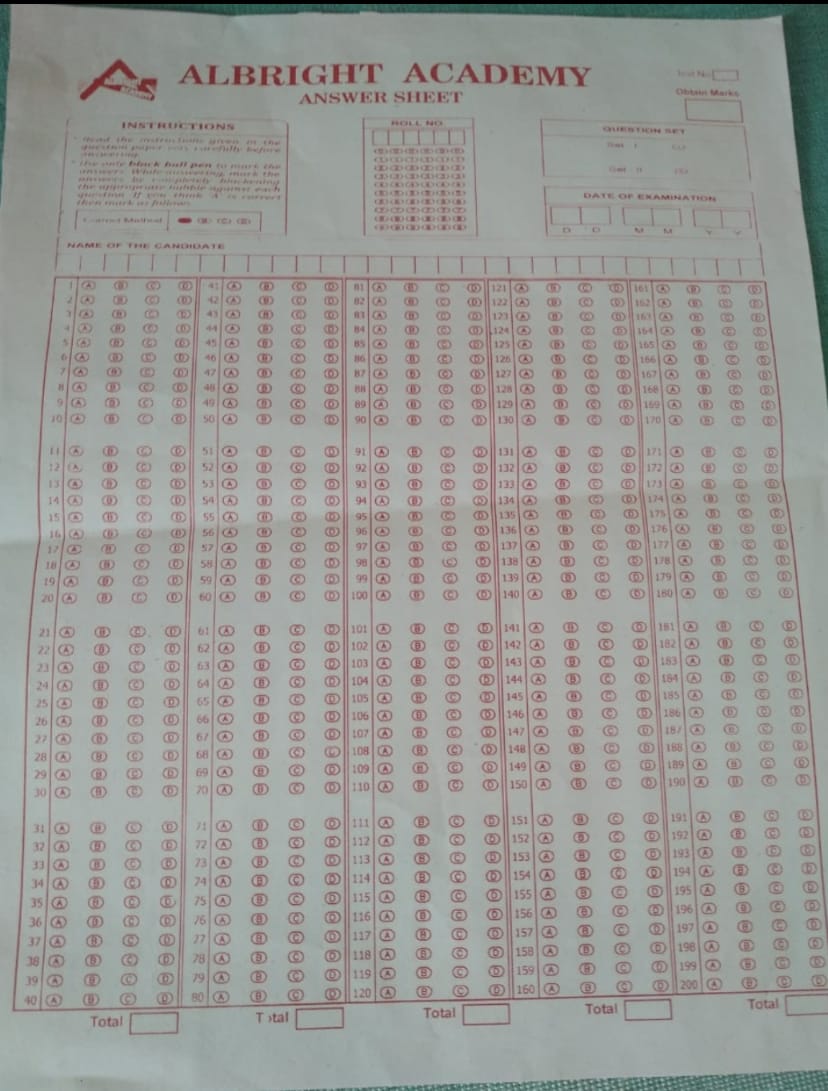 ALBRIGHT ACADEMY
ANSWER SHEET
Test No
Obtain Marks
INSTRUCTIONS
Read the instructions given in the
question paper very carefully before
answering.
Use only black ball pen to mark the
answers. While answering, mark the
answers by completely blackening
the appropriate bubble against each
question. If you think 'A' is correct
then mark as follows
Correct Method B C D
ROLL NO.
QUESTION SET
Set I
Set II
DATE OF EXAMINATION
D D M M Y Y
NAME OF THE CANDIDATE
1 A B C D 41 A B C D 81 A B C D 121 A B C D 161 A B C D
2 A B C D 42 A B C D 82 A B C D 122 A B C D 162 A B C D
3 A B C D 43 A B C D 83 A B C D 123 A B C D 163 A B C D
4 A B C D 44 A B C D 84 A B C D 124 A B C D 164 A B C D
5 A B C D 45 A B C D 85 A B C D 125 A B C D 165 A B C D
6 A B C D 46 A B C D 86 A B C D 126 A B C D 166 A B C D
7 A B C D 47 A B C D 87 A B C D 127 A B C D 167 A B C D
8 A B C D 48 A B C D 88 A B C D 128 A B C D 168 A B C D
9 A B C D 49 A B C D 89 A B C D 129 A B C D 169 A B C D
10 A B C D 50 A B C D 90 A B C D 130 A B C D 170 A B C D
11 A B C D 51 A B C D 91 A B C D 131 A B C D 171 A B C D
12 A B C D 52 A B C D 92 A B C D 132 A B C D 172 A B C D
13 A B C D 53 A B C D 93 A B C D 133 A B C D 173 A B C D
14 A B C D 54 A B C D 94 A B C D 134 A B C D 174 A B C D
15 A B C D 55 A B C D 95 A B C D 135 A B C D 175 A B C D
16 A B C D 56 A B C D 96 A B C D 136 A B C D 176 A B C D
17 A B C D 57 A B C D 97 A B C D 137 A B C D 177 A B C D
18 A B C D 58 A B C D 98 A B C D 138 A B C D 178 A B C D
19 A B C D 59 A B C D 99 A B C D 139 A B C D 179 A B C D
20 A B C D 60 A B C D 100 A B C D 140 A B C D 180 A B C D
21 A B C D 61 A B C D 101 A B C D 141 A B C D 181 A B C D
22 A B C D 62 A B C D 102 A B C D 142 A B C D 182 A B C D
23 A B C D 63 A B C D 103 A B C D 143 A B C D 183 A B C D
24 A B C D 64 A B C D 104 A B C D 144 A B C D 184 A B C D
25 A B C D 65 A B C D 105 A B C D 145 A B C D 185 A B C D
26 A B C D 66 A B C D 106 A B C D 146 A B C D 186 A B C D
27 A B C D 67 A B C D 107 A B C D 147 A B C D 187 A B C D
28 A B C D 68 A B C D 108 A B C D 148 A B C D 188 A B C D
29 A B C D 69 A B C D 109 A B C D 149 A B C D 189 A B C D
30 A B C D 70 A B C D 110 A B C D 150 A B C D 190 A B C D
31 A B C D 71 A B C D 111 A B C D 151 A B C D 191 A B C D
32 A B C D 72 A B C D 112 A B C D 152 A B C D 192 A B C D
33 A B C D 73 A B C D 113 A B C D 153 A B C D 193 A B C D
34 A B C D 74 A B C D 114 A B C D 154 A B C D 194 A B C D
35 A B C D 75 A B C D 115 A B C D 155 A B C D 195 A B C D
36 A B C D 76 A B C D 116 A B C D 156 A B C D 196 A B C D
37 A B C D 77 A B C D 117 A B C D 157 A B C D 197 A B C D
38 A B C D 78 A B C D 118 A B C D 158 A B C D 198 A B C D
39 A B C D 79 A B C D 119 A B C D 159 A B C D 199 A B C D
40 A B C D 80 A B C D 120 A B C D 160 A B C D 200 A B C D
Total Total Total Total Total